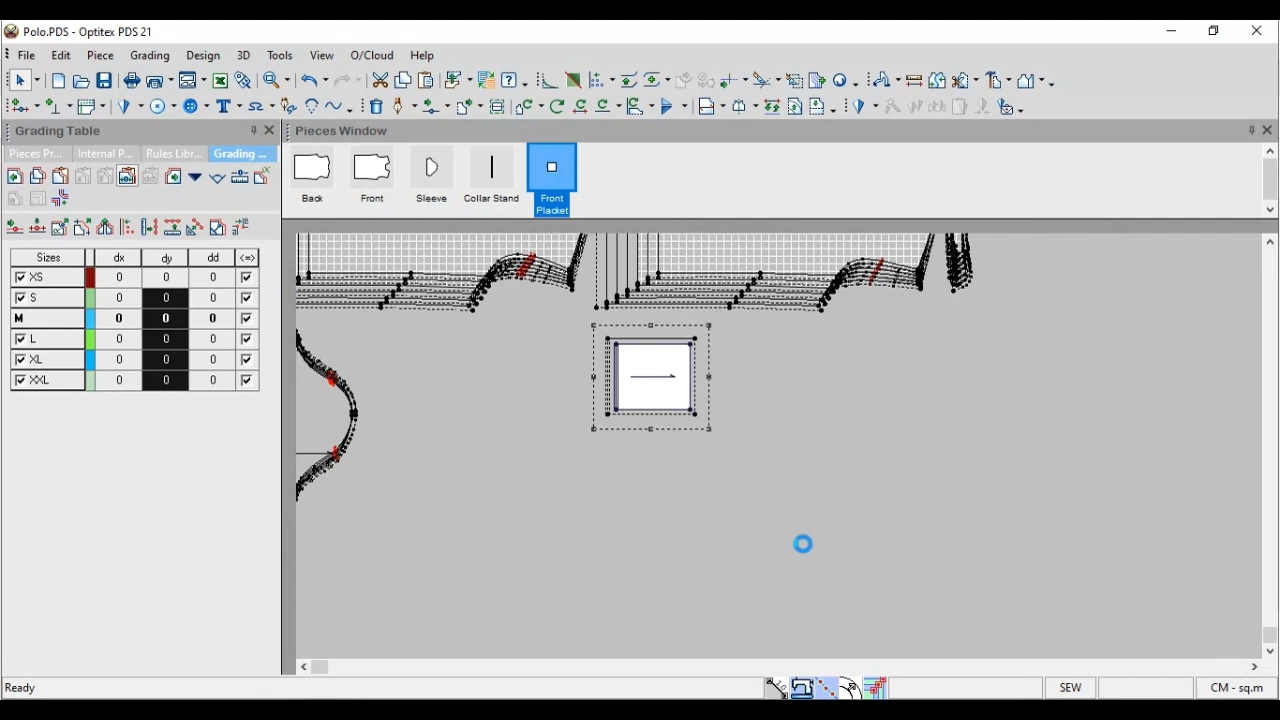 Polo.PDS - Optitex PDS 21
File Edit Piece Grading Design 3D Tools View O/Cloud Help
Grading Table
Pieces Window
Pieces Pr... Internal P... Rules Libr... Grading ...
Back Front Sleeve Collar Stand Front Placket
Sizes dx dy dd <=>
XS 0 0 0
S 0 0 0
M 0 0 0
L 0 0 0
XL 0 0 0
XXL 0 0 0
Ready
SEW
CM - sq.m